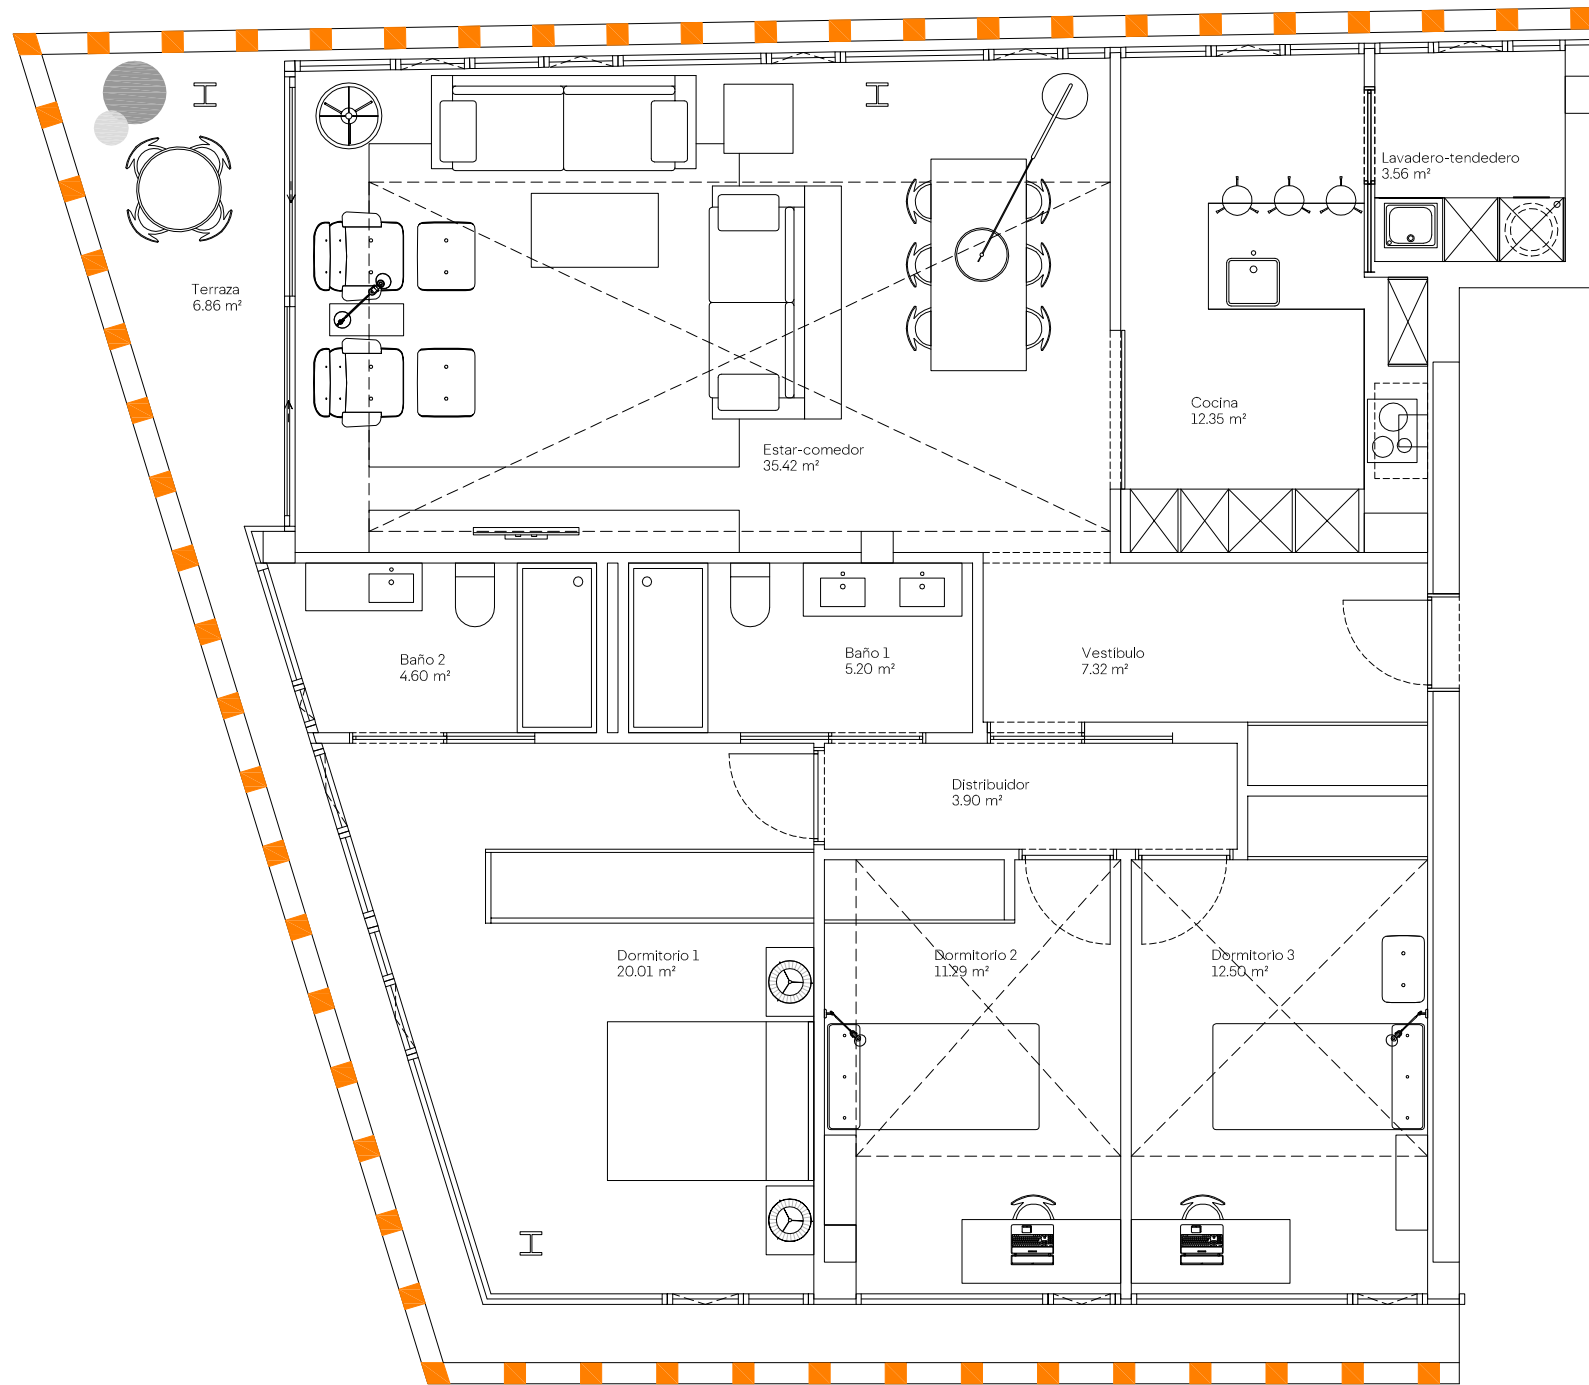 Lavadero-tendedero
3.56 m²
Terraza
6.86 m²
Cocina
12.35 m²
Estar-comedor
35.42 m²
Baño 2
4.60 m²
Baño 1
5.20 m²
Vestibulo
7.32 m²
Distribuidor
3.90 m²
Dormitorio 1
20.01 m²
Dormitorio 2
11.29 m²
Dormitorio 3
12.50 m²